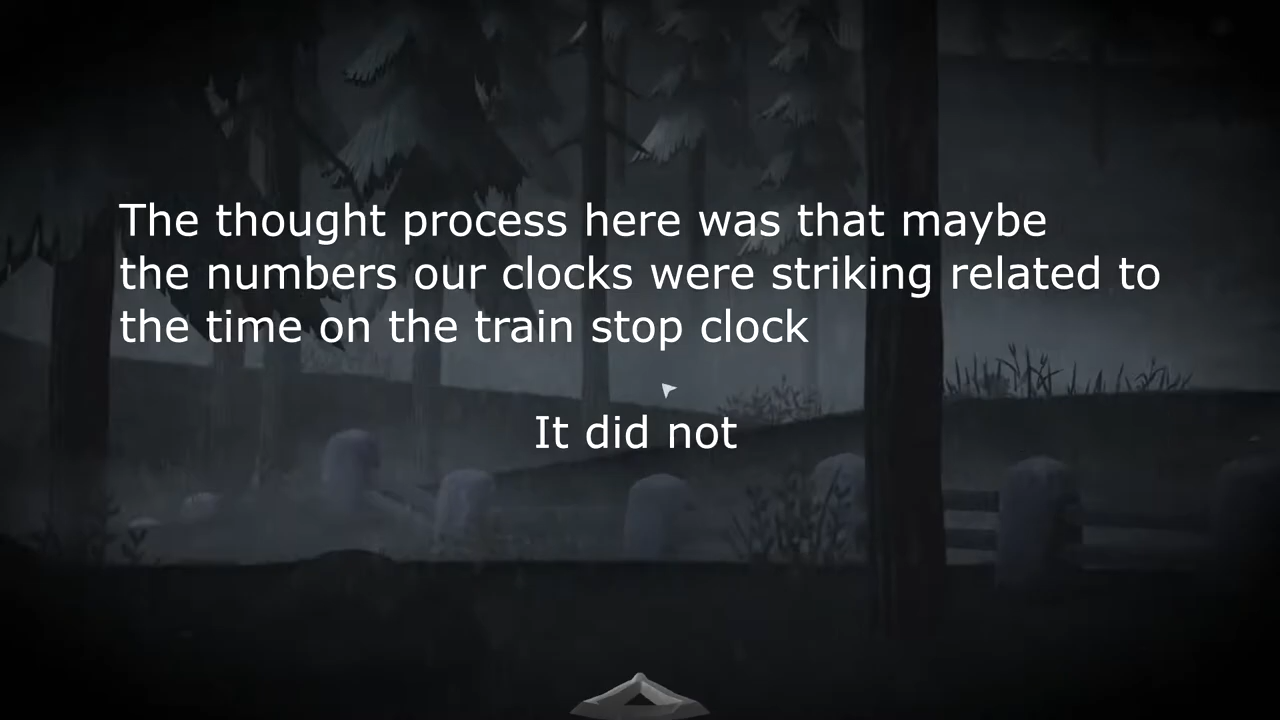 The thought process here was that maybe
the numbers our clocks were striking related to
the time on the train stop clock
It did not